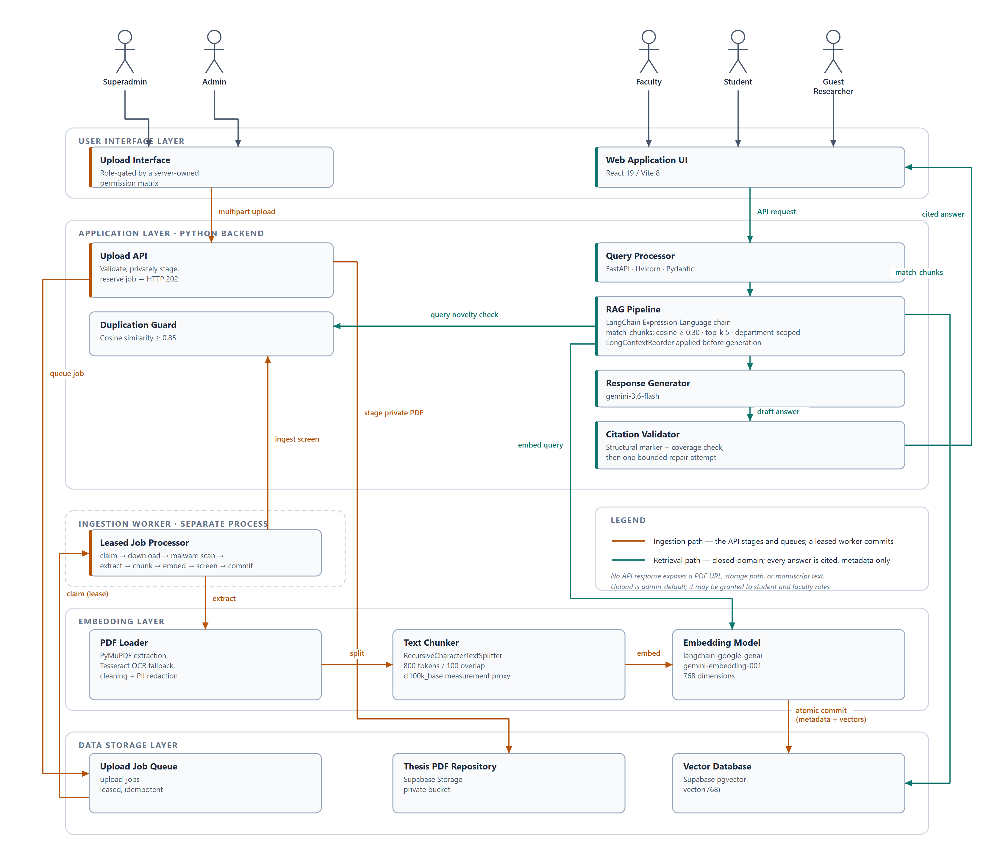 Superadmin
Admin
Faculty
Student
Guest
Researcher
USER INTERFACE LAYER
Upload Interface
Role-gated by a server-owned
permission matrix
Web Application UI
React 19 / Vite 8
multipart upload
API request
cited answer
APPLICATION LAYER · PYTHON BACKEND
Upload API
Validate, privately stage,
reserve job → HTTP 202
Query Processor
FastAPI · Uvicorn · Pydantic
match_chunks
Duplication Guard
Cosine similarity ≥ 0.85
query novelty check
RAG Pipeline
LangChain Expression Language chain
match_chunks: cosine ≥ 0.30 · top-k 5 · department-scoped
LongContextReorder applied before generation
queue job
stage private PDF
Response Generator
gemini-3.6-flash
draft answer
ingest screen
embed query
Citation Validator
Structural marker + coverage check,
then one bounded repair attempt
INGESTION WORKER · SEPARATE PROCESS
Leased Job Processor
claim → download → malware scan →
extract → chunk → embed → screen → commit
LEGEND
Ingestion path — the API stages and queues; a leased worker commits
Retrieval path — closed-domain; every answer is cited, metadata only
No API response exposes a PDF URL, storage path, or manuscript text.
Upload is admin-default; it may be granted to student and faculty roles.
claim (lease)
extract
EMBEDDING LAYER
PDF Loader
PyMuPDF extraction,
Tesseract OCR fallback,
cleaning + PII redaction
split
Text Chunker
RecursiveCharacterTextSplitter
800 tokens / 100 overlap
cl100k_base measurement proxy
embed
Embedding Model
langchain-google-genai
gemini-embedding-001
768 dimensions
atomic commit
(metadata + vectors)
DATA STORAGE LAYER
Upload Job Queue
upload_jobs
leased, idempotent
Thesis PDF Repository
Supabase Storage
private bucket
Vector Database
Supabase pgvector
vector(768)